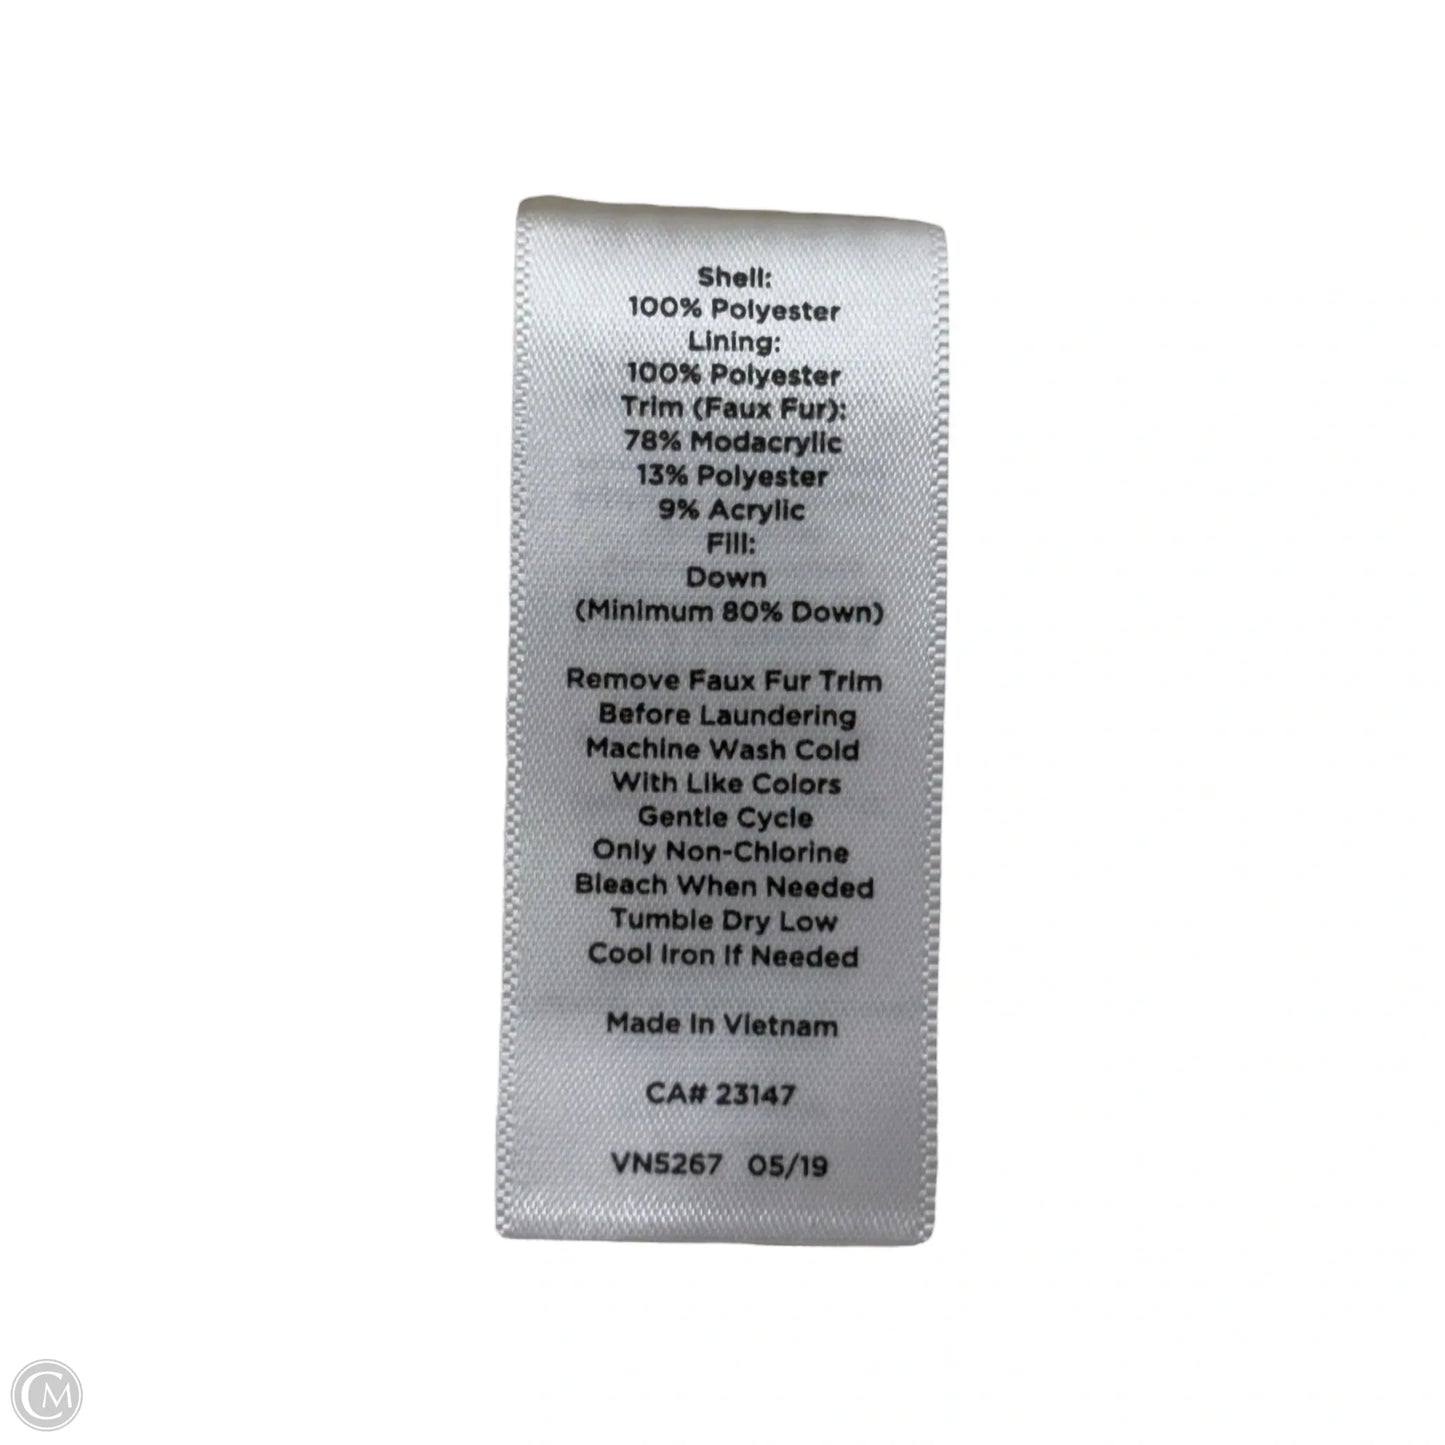 Shell:
100% Polyester
Lining:
100% Polyester
Trim (Faux Fur):
78% Modacrylic
13% Polyester
9% Acrylic
Fill:
Down
(Minimum 80% Down)
Remove Faux Fur Trim
Before Laundering
Machine Wash Cold
With Like Colors
Gentle Cycle
Only Non-Chlorine
Bleach When Needed
Tumble Dry Low
Cool Iron If Needed
Made In Vietnam
CA# 23147
VN5267 05/19
CM